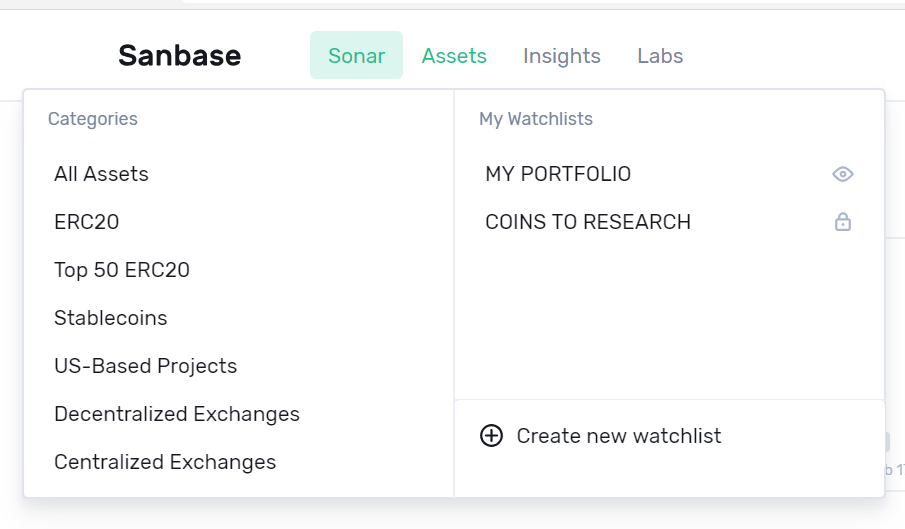 Sanbase Sonar Assets Insights Labs
Categories
All Assets
ERC20
Top 50 ERC20
Stablecoins
US-Based Projects
Decentralized Exchanges
Centralized Exchanges
My Watchlists
MY PORTFOLIO
COINS TO RESEARCH
Create new watchlist